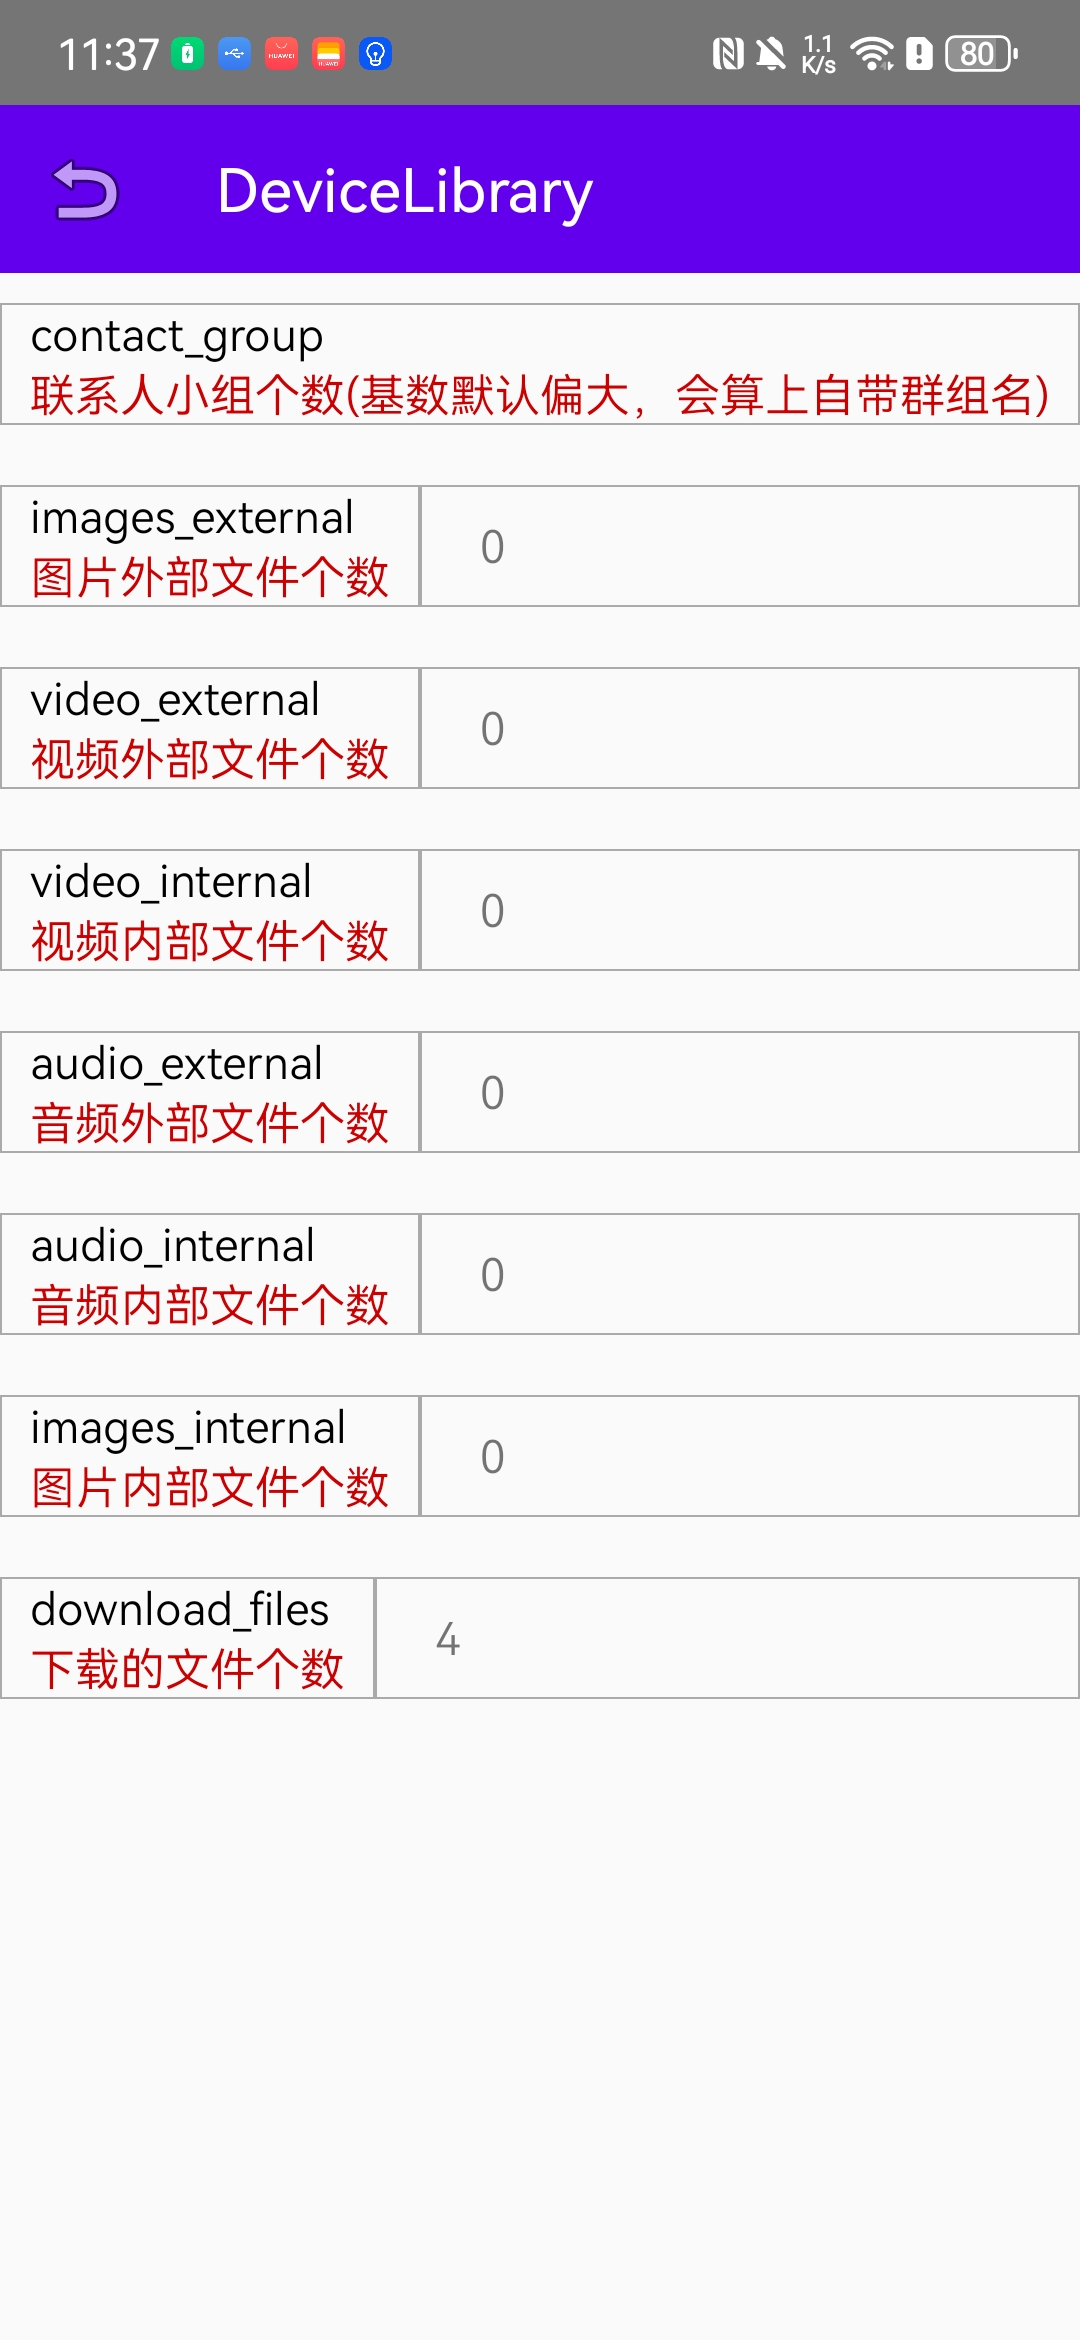 11:37
1.1
K/s
80
DeviceLibrary
contact_group
联系人小组个数(基数默认偏大，会算上自带群组名)
images_external
图片外部文件个数
0
video_external
视频外部文件个数
0
video_internal
视频内部文件个数
0
audio_external
音频外部文件个数
0
audio_internal
音频内部文件个数
0
images_internal
图片内部文件个数
0
download_files
下载的文件个数
4